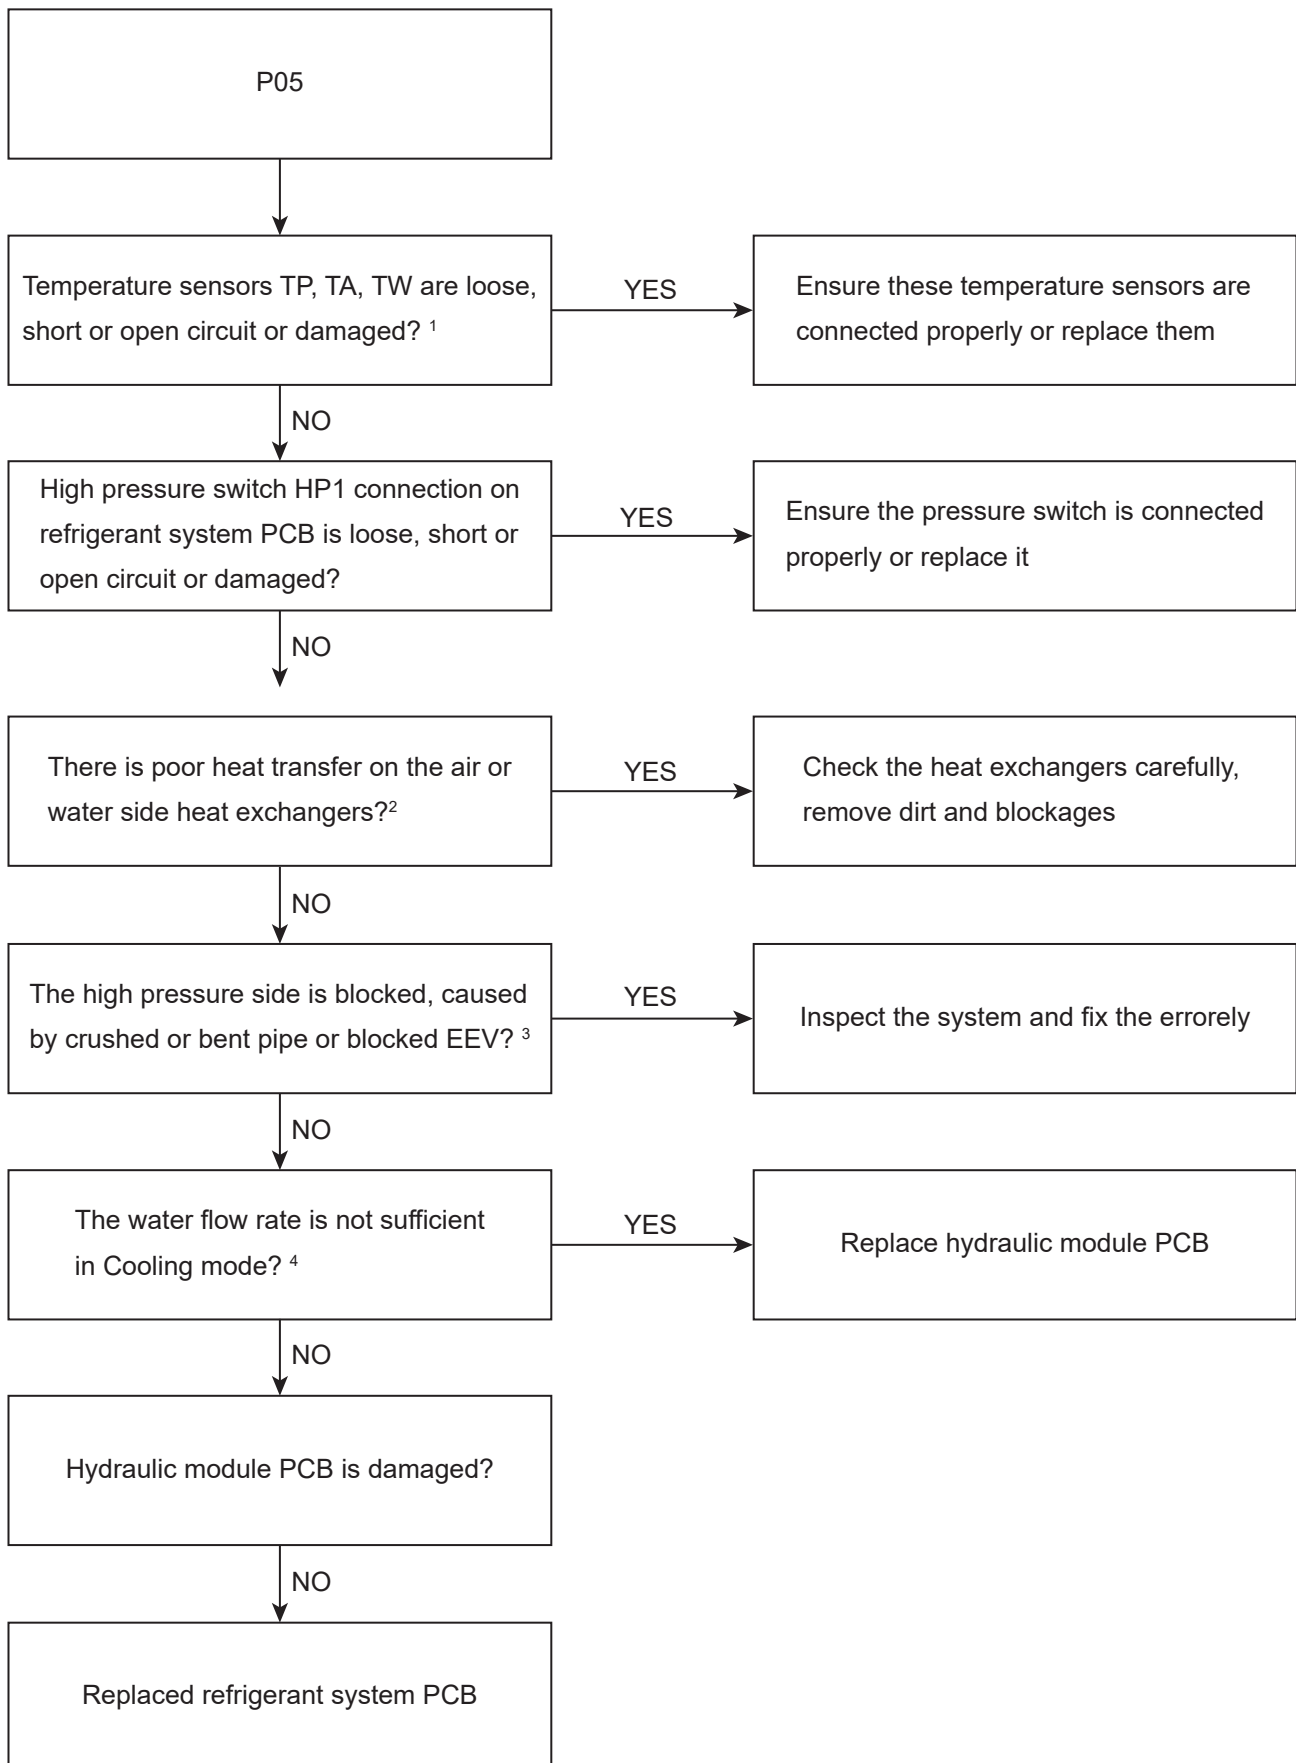 P05
Temperature sensors TP, TA, TW are loose,
short or open circuit or damaged? ¹
YES
Ensure these temperature sensors are
connected properly or replace them
NO
High pressure switch HP1 connection on
refrigerant system PCB is loose, short or
open circuit or damaged?
YES
Ensure the pressure switch is connected
properly or replace it
NO
There is poor heat transfer on the air or
water side heat exchangers?²
YES
Check the heat exchangers carefully,
remove dirt and blockages
NO
The high pressure side is blocked, caused
by crushed or bent pipe or blocked EEV? ³
YES
Inspect the system and fix the errorely
NO
The water flow rate is not sufficient
in Cooling mode? ⁴
YES
Replace hydraulic module PCB
NO
Hydraulic module PCB is damaged?
NO
Replaced refrigerant system PCB